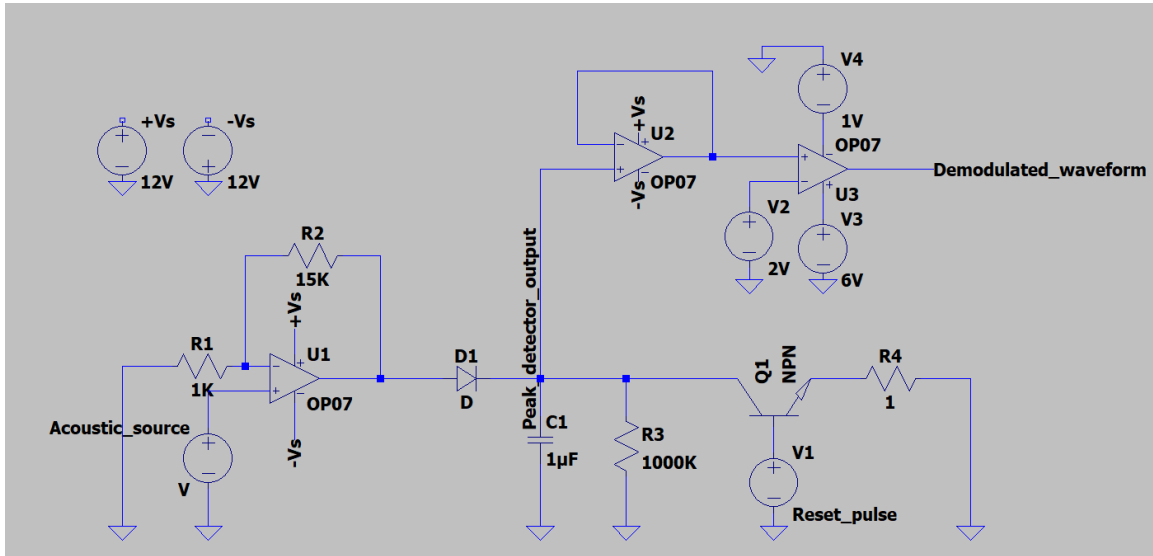 V4
1V
+Vs
U2
OP07
-Vs
OP07
U3
Demodulated_waveform
+Vs
12V
-Vs
12V
V2
2V
V3
6V
R2
15K
+Vs
R1
1K
U1
OP07
-Vs
Acoustic_source
V
D1
D
Peak_detector_output
C1
1µF
R3
1000K
Q1
NPN
R4
1
V1
Reset_pulse